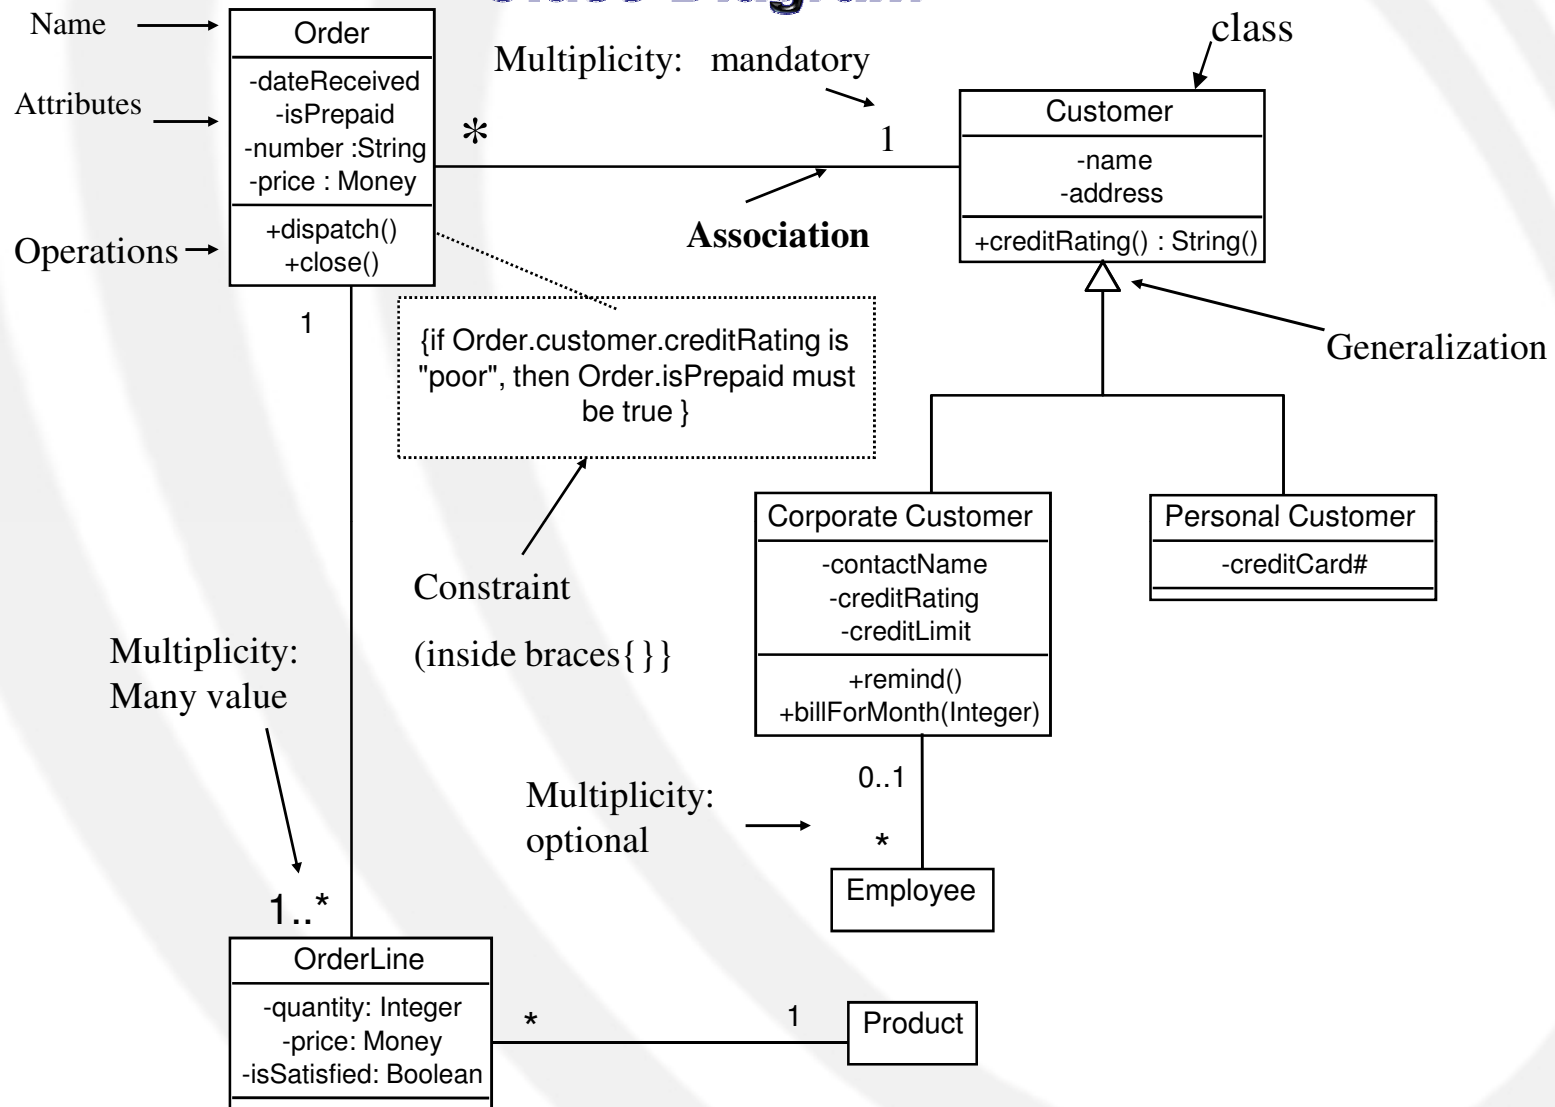 Class Diagram
Name
Order
-dateReceived
-isPrepaid
-number :String
-price : Money
+dispatch()
+close()
Attributes
Operations
Multiplicity: mandatory
class
*
1
Association
Customer
-name
-address
+creditRating() : String()
Generalization
1
{if Order.customer.creditRating is
"poor", then Order.isPrepaid must
be true }
Constraint
(inside braces{}}
Corporate Customer
-contactName
-creditRating
-creditLimit
+remind()
+billForMonth(Integer)
Personal Customer
-creditCard#
Multiplicity:
Many value
1..*
Multiplicity:
optional
0..1
*
Employee
OrderLine
-quantity: Integer
-price: Money
-isSatisfied: Boolean
*
1
Product